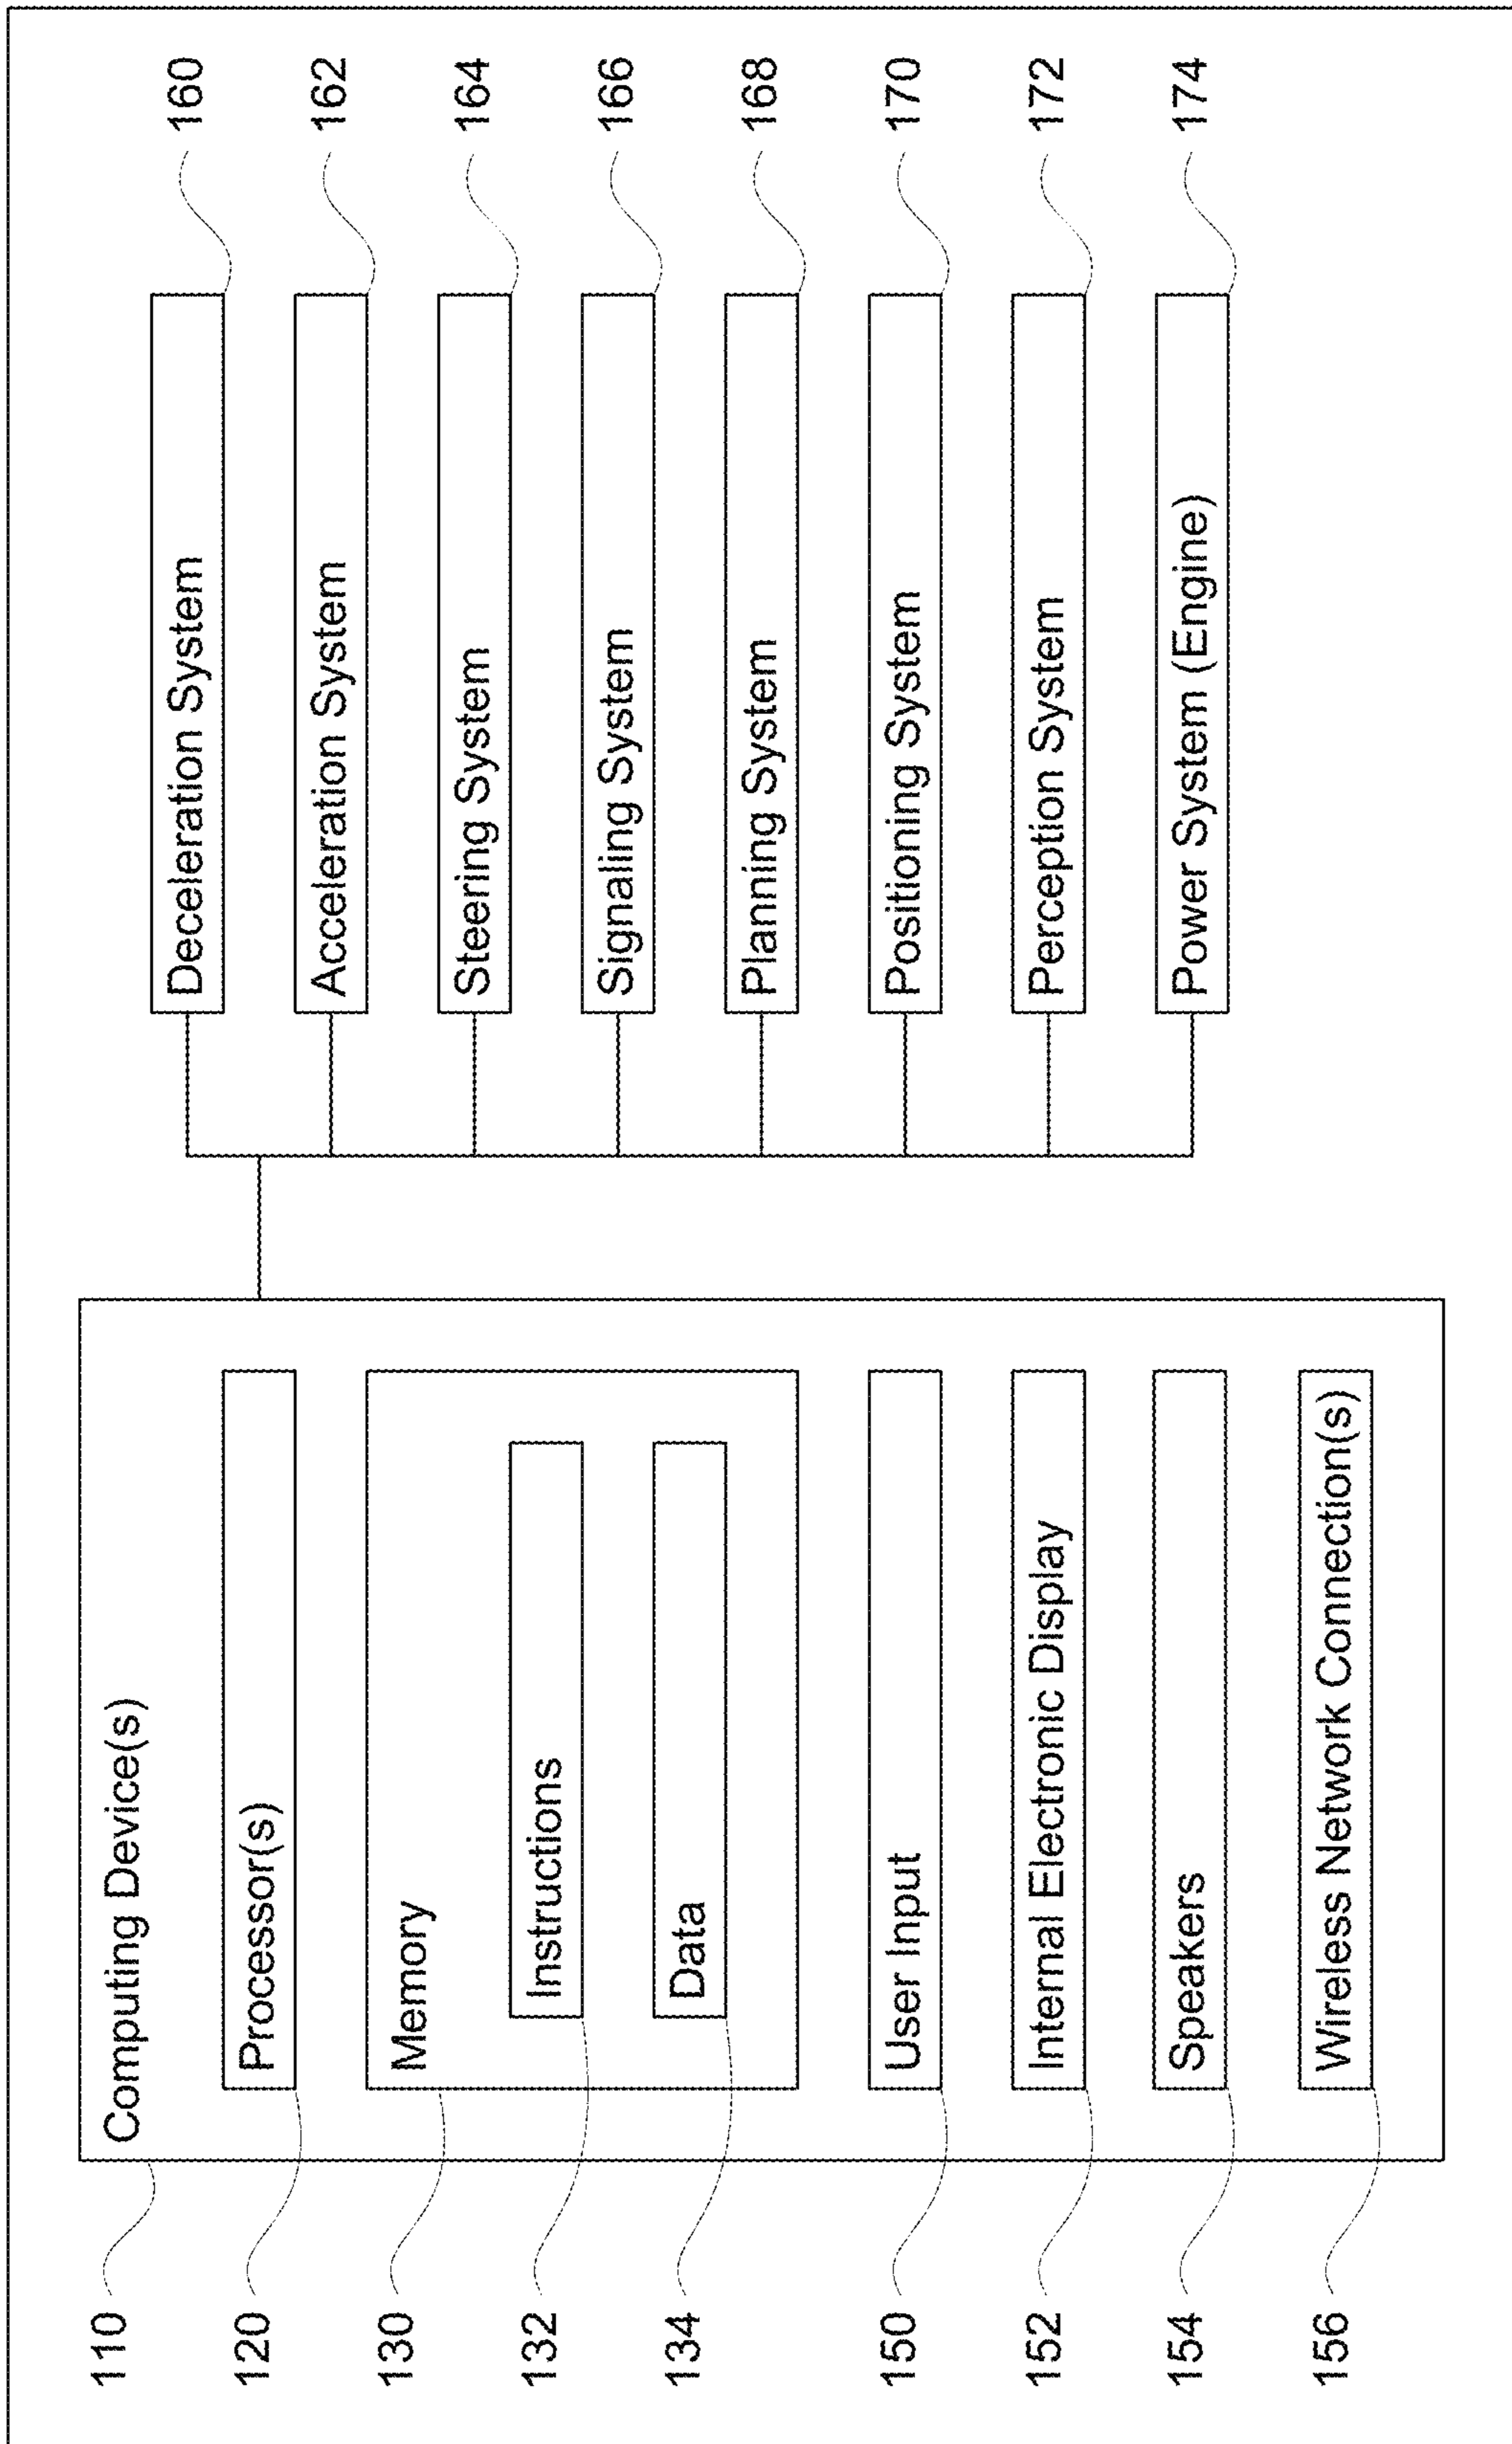 110
Computing Device(s)
120
Processor(s)
130
Memory
132
Instructions
134
Data
150
User Input
152
Internal Electronic Display
154
Speakers
156
Wireless Network Connection(s)
Deceleration System
160
Acceleration System
162
Steering System
164
Signaling System
166
Planning System
168
Positioning System
170
Perception System
172
Power System (Engine)
174